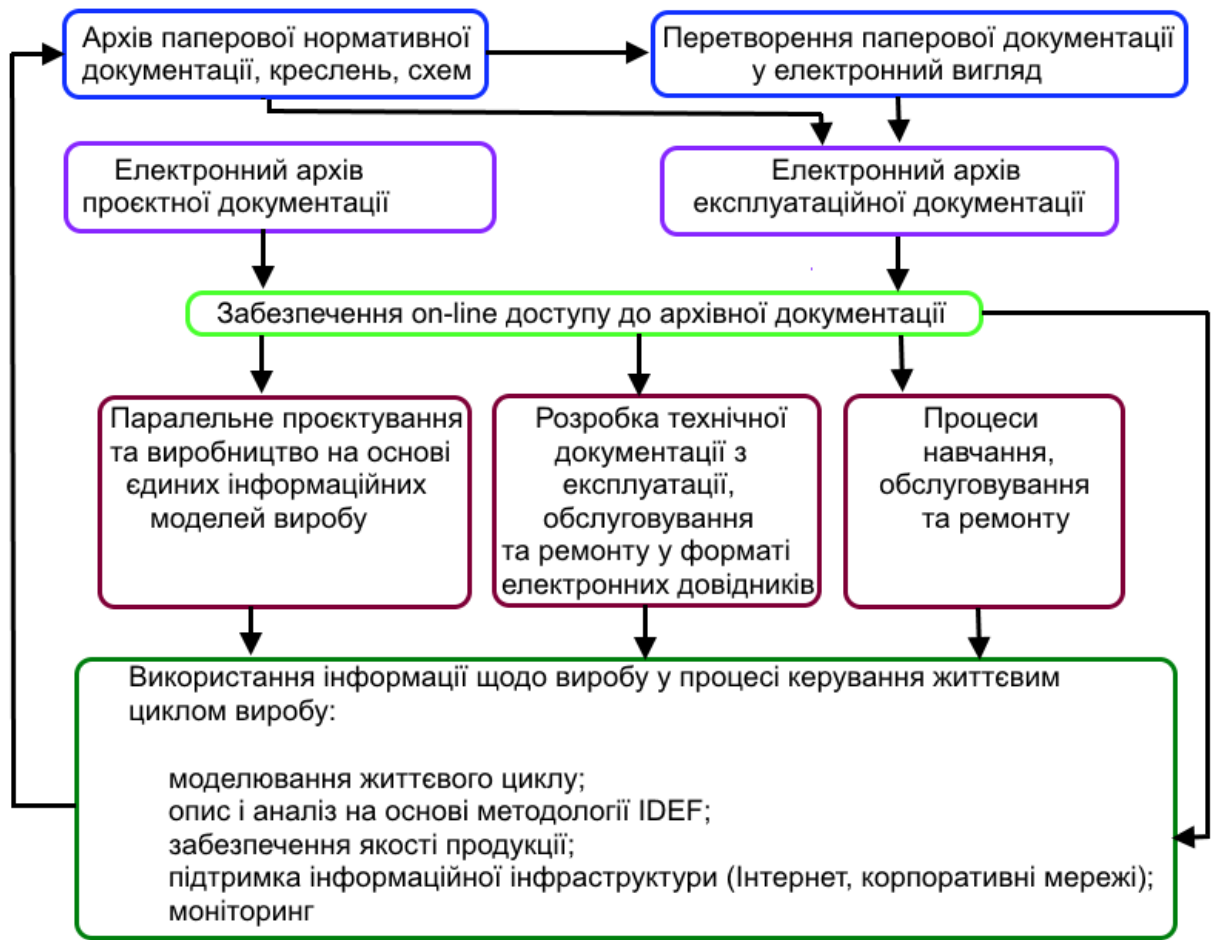 Архів паперової нормативної
документації, креслень, схем
Перетворення паперової документації
у електронний вигляд
Електронний архів
проєктної документації
Електронний архів
експлуатаційної документації
Забезпечення on-line доступу до архівної документації
Паралельне проєктування
та виробництво на основі
єдиних інформаційних
моделей виробу
Розробка технічної
документації з
експлуатації,
обслуговування
та ремонту у форматі
електронних довідників
Процеси
навчання,
обслуговування
та ремонту
Використання інформації щодо виробу у процесі керування життєвим
циклом виробу:
моделювання життєвого циклу;
опис і аналіз на основі методології IDEF;
забезпечення якості продукції;
підтримка інформаційної інфраструктури (Інтернет, корпоративні мережі);
моніторинг